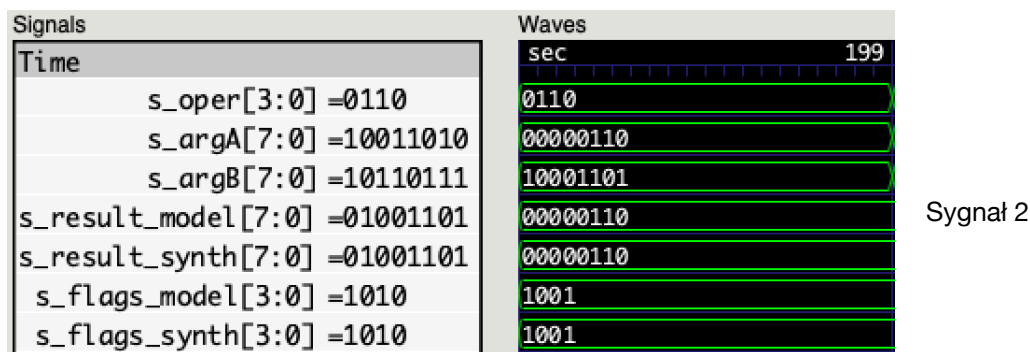 Signals Waves
Time sec 199
s_oper[3:0] =0110 0110
s_argA[7:0] =10011010 00000110
s_argB[7:0] =10110111 10001101
s_result_model[7:0] =01001101 00000110 Sygnał 2
s_result_synth[7:0] =01001101 00000110
s_flags_model[3:0] =1010 1001
s_flags_synth[3:0] =1010 1001